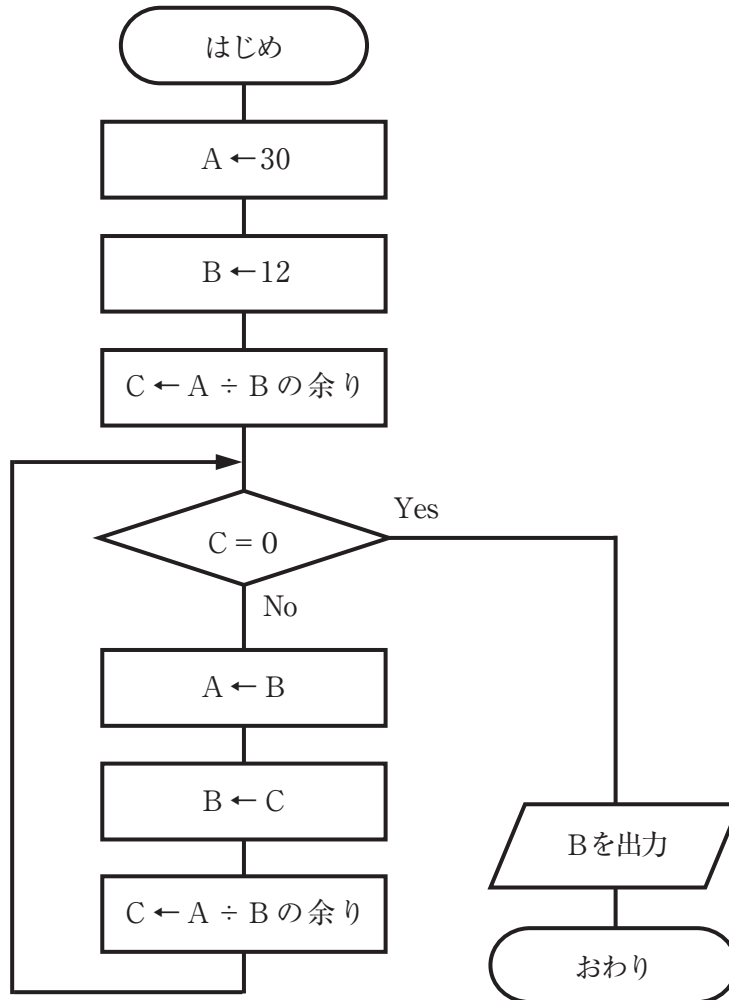 はじめ
A ← 30
B ← 12
C ← A ÷ B の余り
C = 0
Yes
No
A ← B
B ← C
C ← A ÷ B の余り
Bを出力
おわり